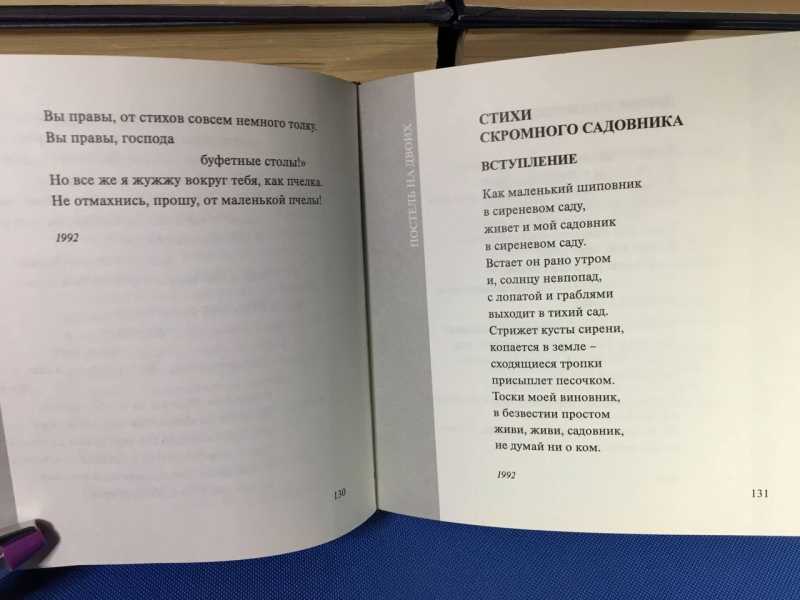 Вы правы, от стихов совсем немного толку.
Вы правы, господа
буфетные столы!»
Но все же я жужжу вокруг тебя, как пчелка.
Не отмахнись, прошу, от маленькой пчелы!
1992
130
ПОСТЕЛЬ НА ДВОИХ
СТИХИ
СКРОМНОГО САДОВНИКА
ВСТУПЛЕНИЕ
Как маленький шиповник
в сиреневом саду,
живет и мой садовник
в сиреневом саду.
Встает он рано утром
и, солнцу невпопад,
с лопатой и граблями
выходит в тихий сад.
Стрижет кусты сирени,
копается в земле –
сходящиеся тропки
присыплет песочком.
Тоски моей виновник,
в безвестии простом
живи, живи, садовник,
не думай ни о ком.
1992
131